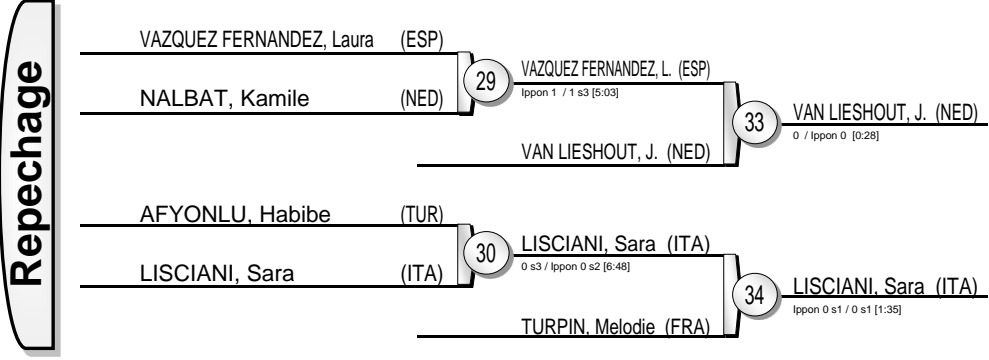 Repechage
VAZQUEZ FERNANDEZ, Laura (ESP)
NALBAT, Kamile (NED)
29
VAZQUEZ FERNANDEZ, L. (ESP)
Ippon 1 / 1 s3 [5:03]
VAN LIESHOUT, J. (NED)
33
VAN LIESHOUT, J. (NED)
0 / Ippon 0 [0:28]
AFYONLU, Habibe (TUR)
LISCIANI, Sara (ITA)
30
LISCIANI, Sara (ITA)
0 s3 / Ippon 0 s2 [6:48]
TURPIN, Melodie (FRA)
34
LISCIANI, Sara (ITA)
Ippon 0 s1 / 0 s1 [1:35]